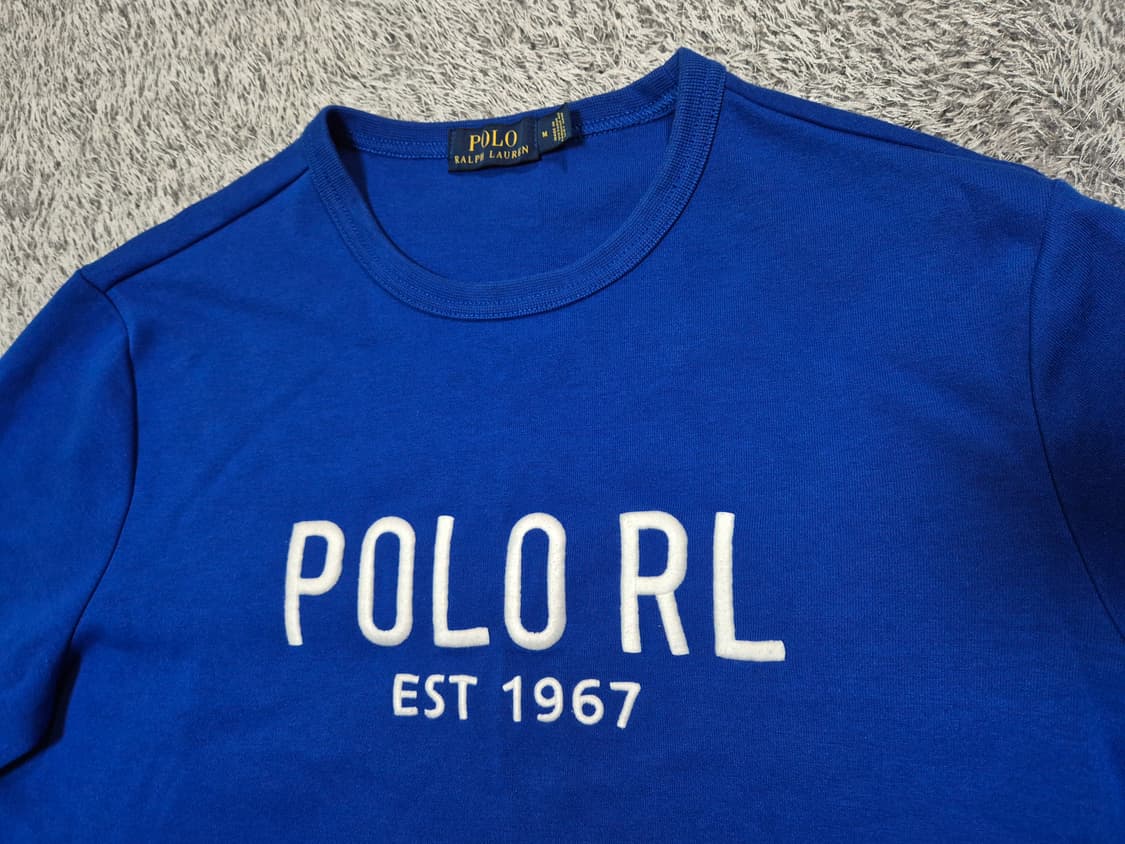 POLO
RALPH LAUREN
M
POLO RL
EST 1967